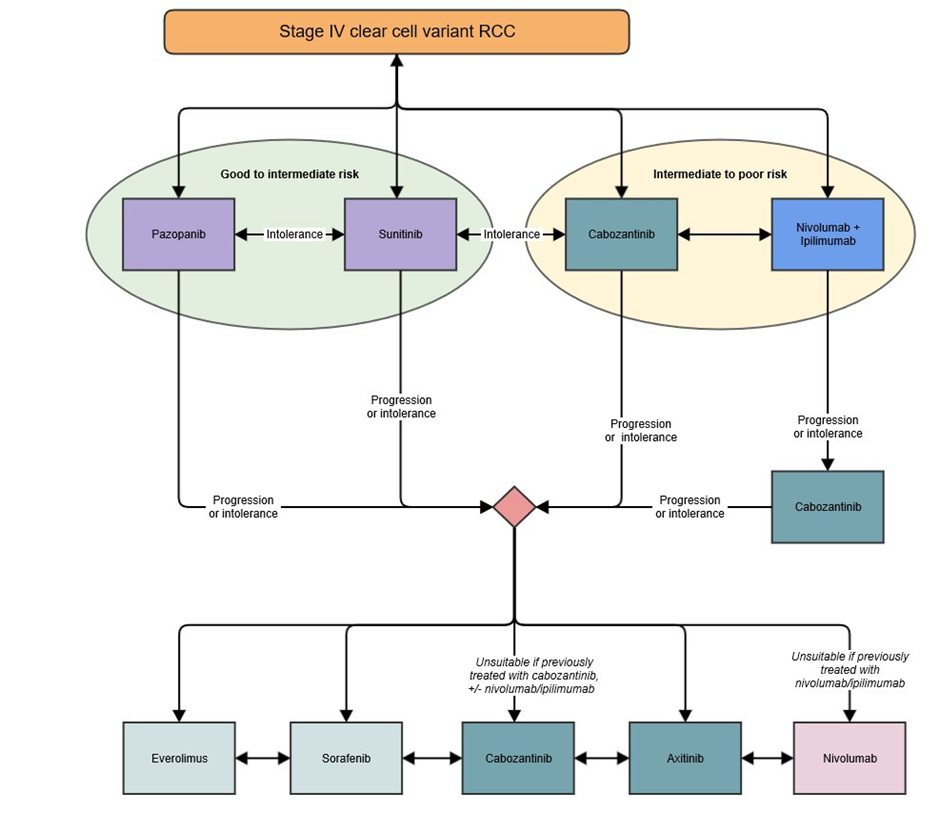 Stage IV clear cell variant RCC
Good to intermediate risk
Intermediate to poor risk
Pazopanib
Intolerance
Sunitinib
Intolerance
Cabozantinib
Nivolumab +
Ipilimumab
Progression
or intolerance
Progression
or intolerance
Progression
or intolerance
Progression
or intolerance
Progression
or intolerance
Cabozantinib
Unsuitable if previously
treated with cabozantinib,
+/- nivolumab/ipilimumab
Unsuitable if previously
treated with
nivolumab/ipilimumab
Everolimus
Sorafenib
Cabozantinib
Axitinib
Nivolumab